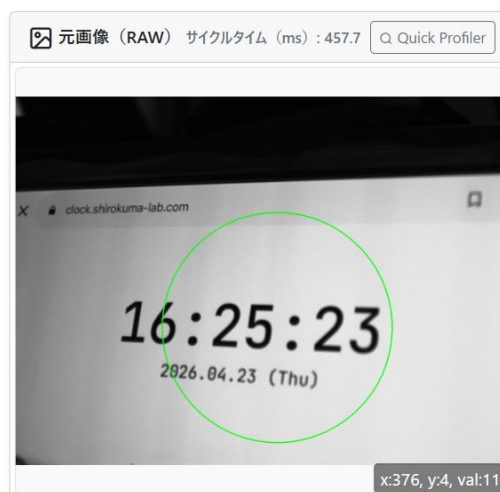 元画像（RAW） サイクルタイム（ms）: 457.7 Quick Profiler
X clock.shirokuma-lab.com
16:25:23
2026.04.23 (Thu)
x:376, y:4, val:11